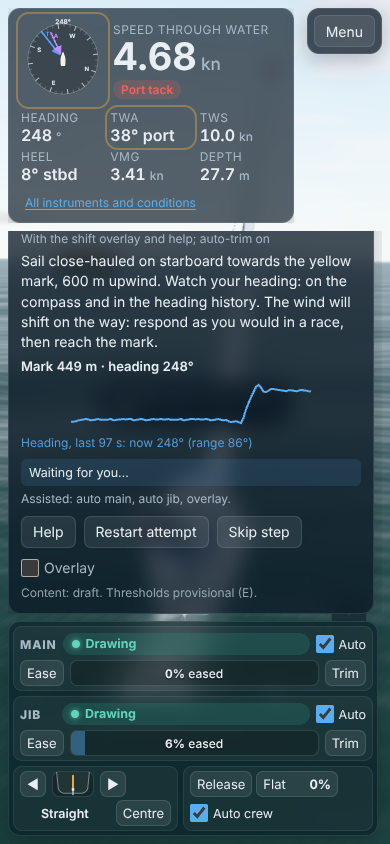 248°
W
S
N
E
SPEED THROUGH WATER
4.68 kn
Port tack
Menu
HEADING
248 °
TWA
38° port
TWS
10.0 kn
HEEL
8° stbd
VMG
3.41 kn
DEPTH
27.7 m
All instruments and conditions
With the shift overlay and help; auto-trim on
Sail close-hauled on starboard towards the yellow
mark, 600 m upwind. Watch your heading: on the
compass and in the heading history. The wind will
shift on the way: respond as you would in a race,
then reach the mark.
Mark 449 m · heading 248°
Heading, last 97 s: now 248° (range 86°)
Waiting for you...
Assisted: auto main, auto jib, overlay.
Help
Restart attempt
Skip step
Overlay
Content: draft. Thresholds provisional (E).
MAIN
Drawing
Auto
Ease
0% eased
Trim
JIB
Drawing
Auto
Ease
6% eased
Trim
Straight
Centre
Release
Flat 0%
Auto crew